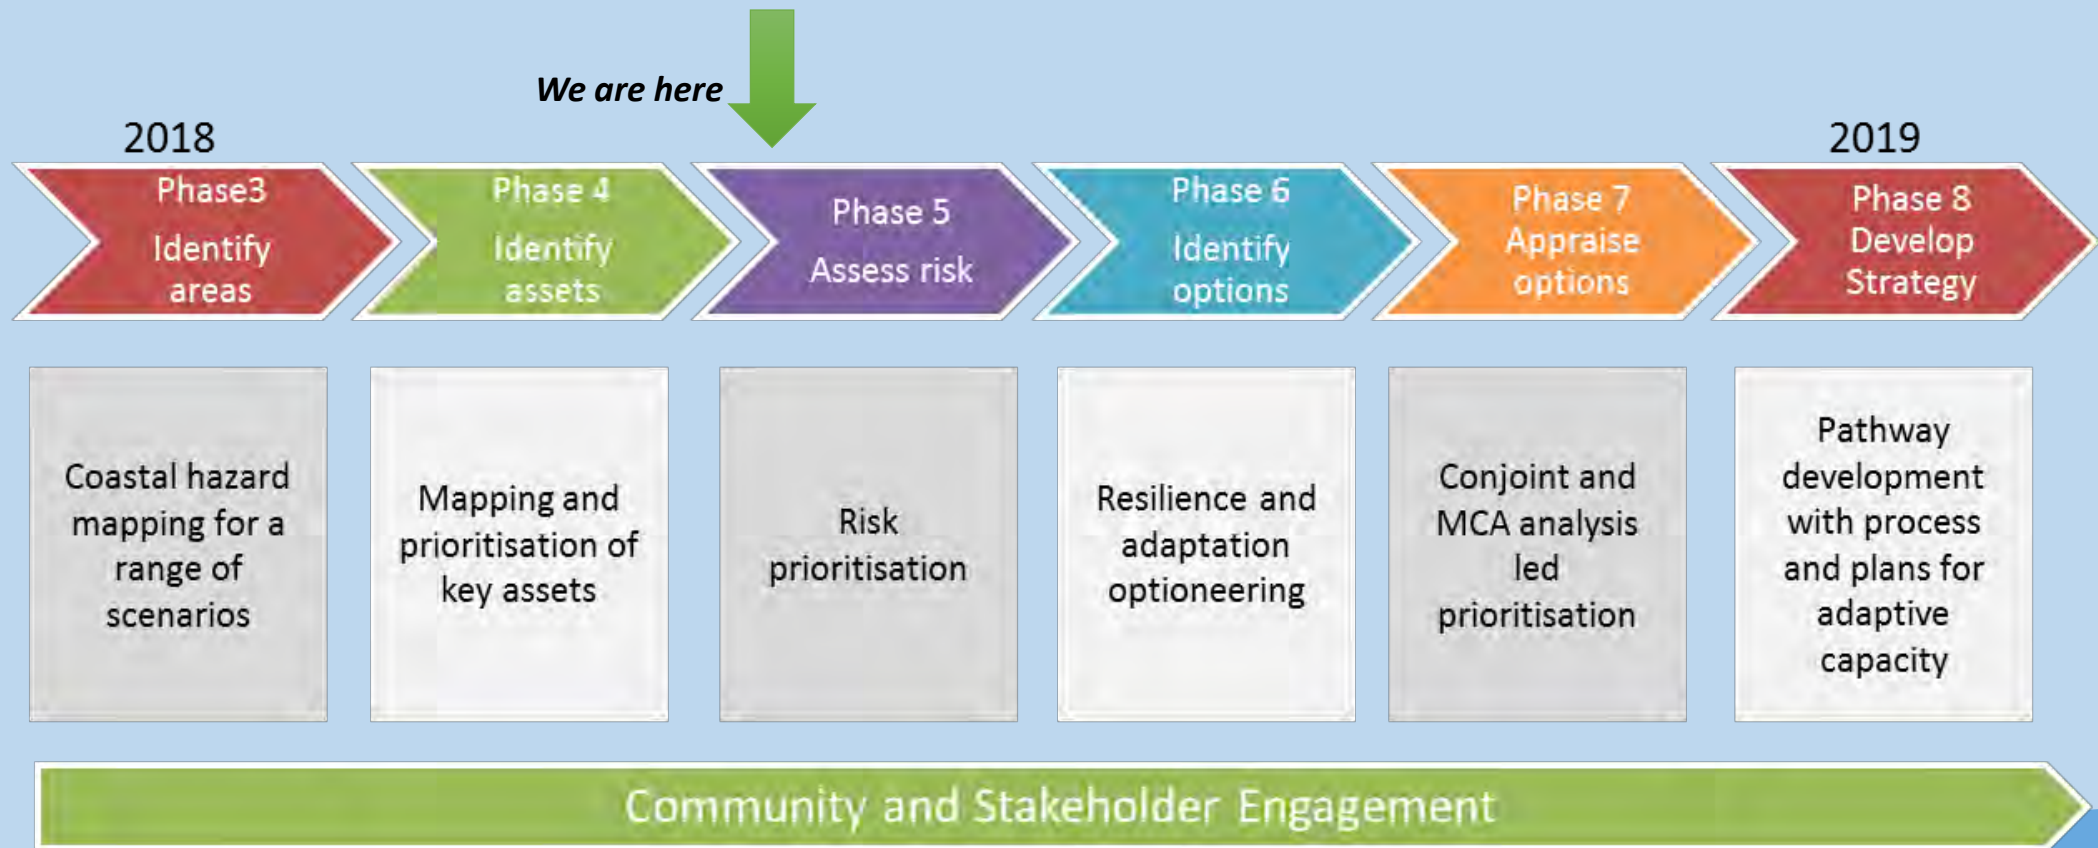 We are here
2018
2019
Phase3
Identify
areas
Phase 4
Identify
assets
Phase 5
Assess risk
Phase 6
Identify
options
Phase 7
Appraise
options
Phase 8
Develop
Strategy
Coastal hazard
mapping for a
range of
scenarios
Mapping and
prioritisation of
key assets
Risk
prioritisation
Resilience and
adaptation
optioneering
Conjoint and
MCA analysis
led
prioritisation
Pathway
development
with process
and plans for
adaptive
capacity
Community and Stakeholder Engagement